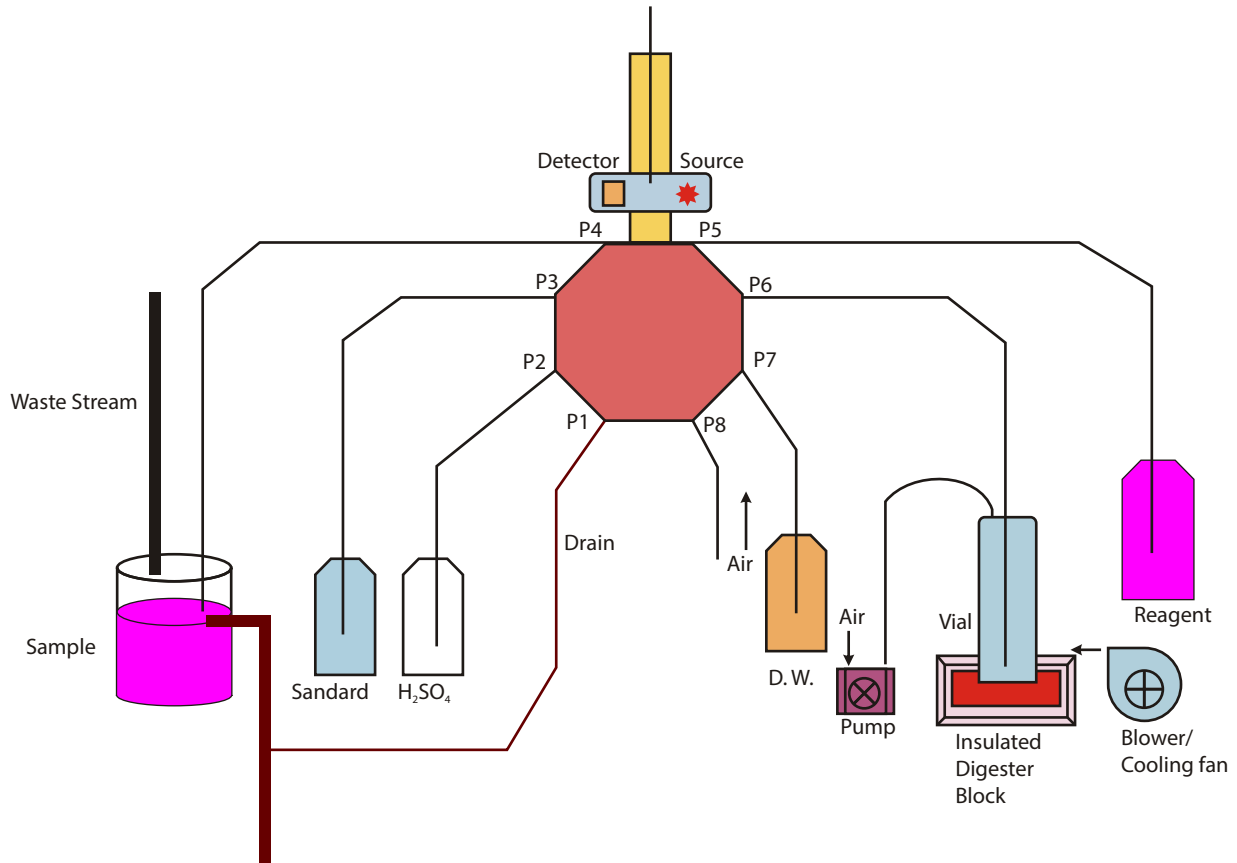 Detector
Source
P4
P5
P3
P6
P2
P7
P1
P8
Waste Stream
Drain
Air
Sample
Sandard
H₂SO₄
D. W.
Air
Pump
Vial
Reagent
Insulated
Digester
Block
Blower/
Cooling fan